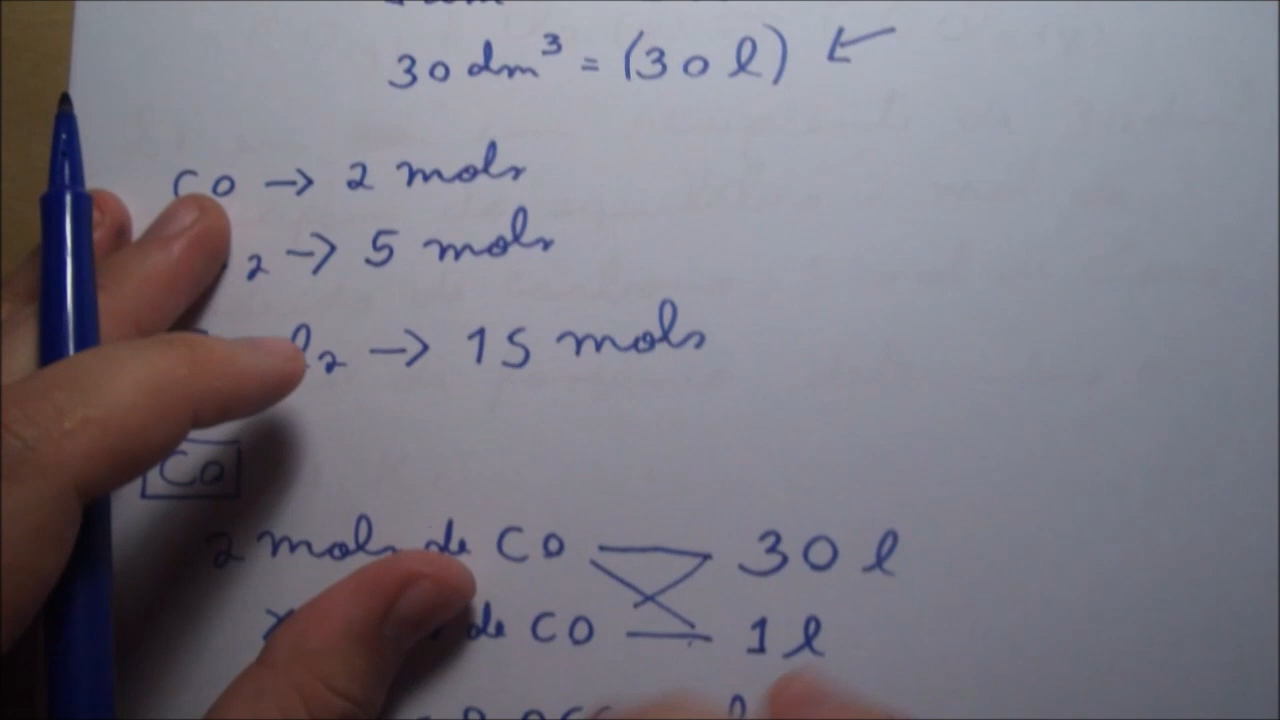 30 dm³ = (30 l) ←
CO → 2 mols
2 → 5 mols
l2 → 15 mols
CO
2 mols de CO 30 l
de CO 1 l